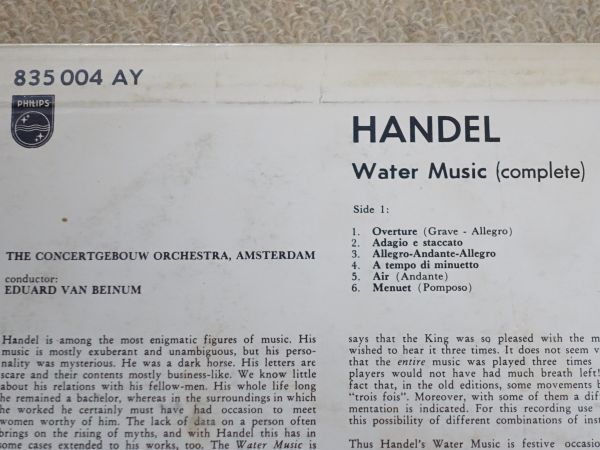 835 004 AY
PHILIPS
HANDEL
Water Music (complete)
Side 1:
1. Overture (Grave - Allegro)
2. Adagio e staccato
3. Allegro-Andante-Allegro
4. A tempo di minuetto
5. Air (Andante)
6. Menuet (Pomposo)
THE CONCERTGEBOUW ORCHESTRA, AMSTERDAM
conductor:
EDUARD VAN BEINUM
Handel is among the most enigmatic figures of music. His
music is mostly exuberant and unambiguous, but his perso-
nality was mysterious. He was a dark horse. His letters are
scare and their contents mostly business-like. We know little
about his relations with his fellow-men. His whole life long
he remained a bachelor, whereas in the surroundings in which
he worked he certainly must have had occasion to meet
women worthy of him. The lack of data on a person often
brings on the rising of myths, and with Handel this has in
some cases extended to his works, too. The Water Music is
says that the King was so pleased with the m
wished to hear it three times. It does not seem v
that the entire music was played three times
players would not have had much breath left!
fact that, in the old editions, some movements b
"trois fois". Moreover, with some of them a dif
mentation is indicated. For this recording use
this possibility of different combinations of inst
Thus Handel's Water Music is festive occasio